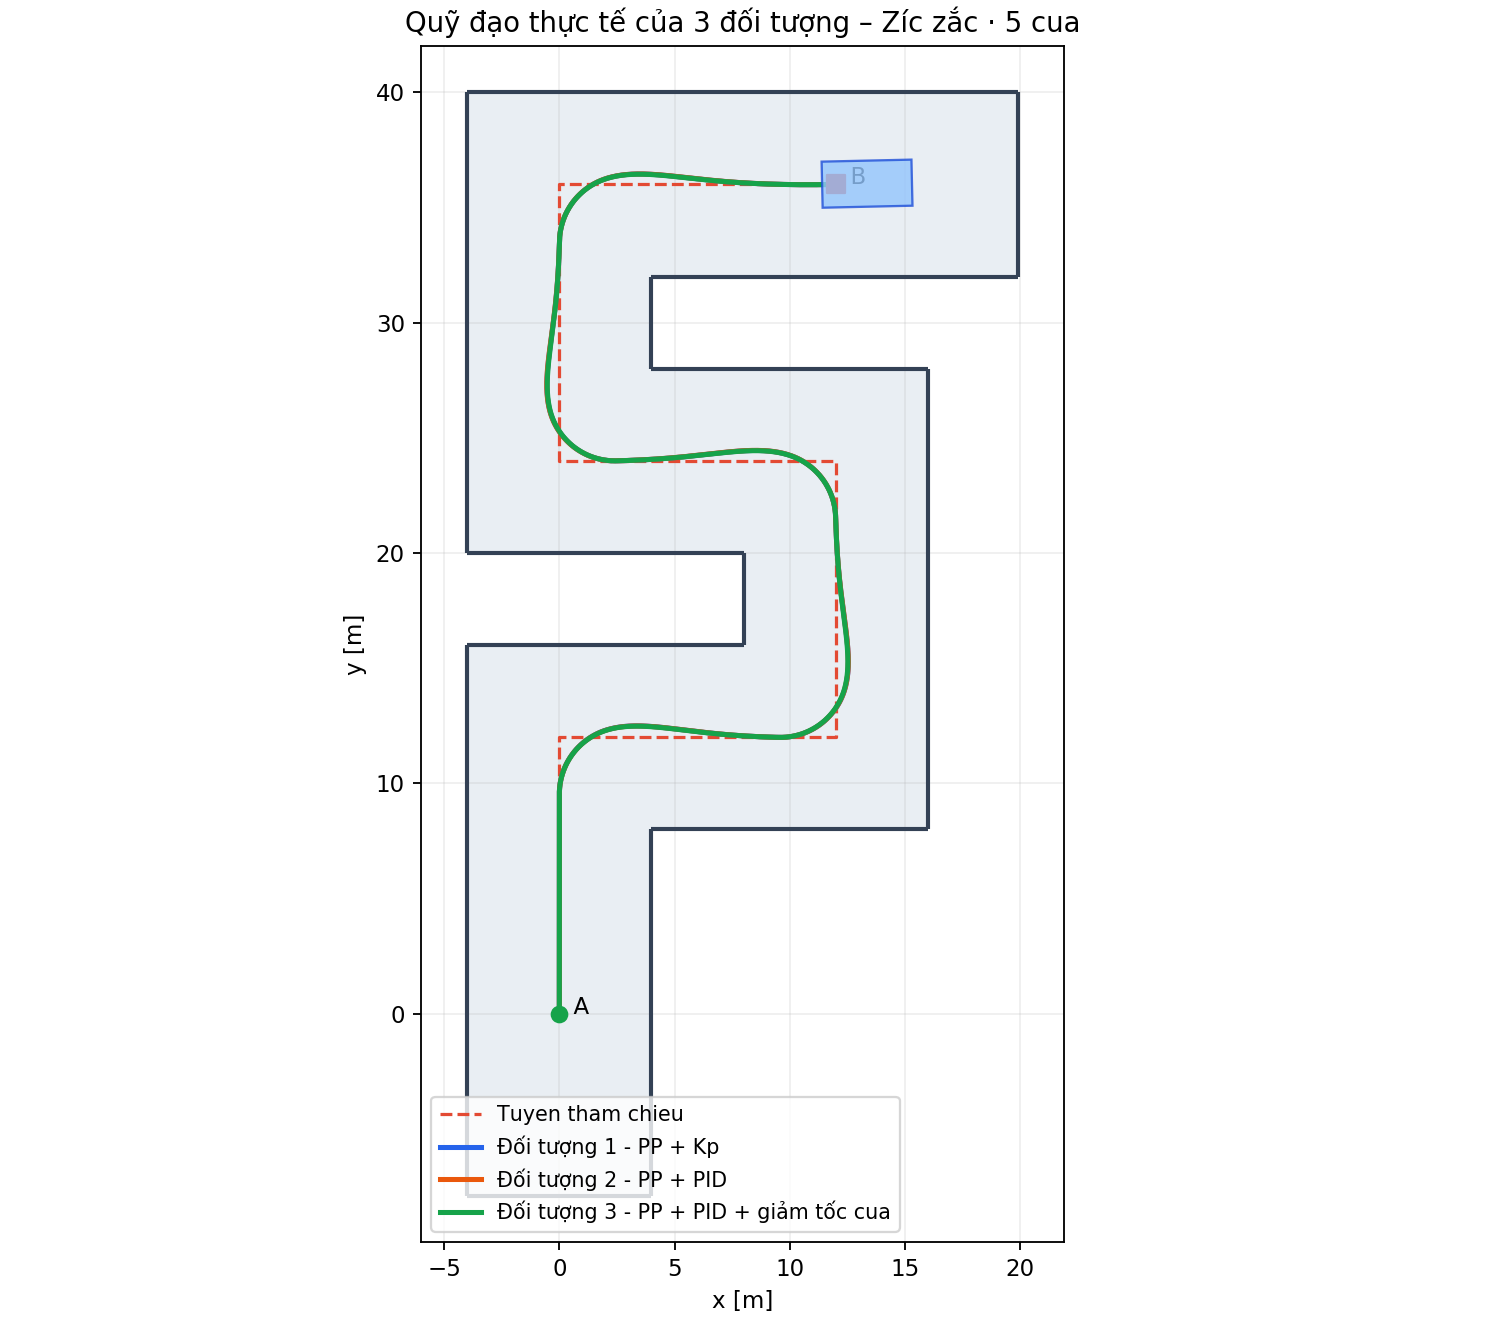 Quỹ đạo thực tế của 3 đối tượng – Zíc zắc · 5 cua
40
30
20
10
0
y [m]
B
A
Tuyen tham chieu
Đối tượng 1 - PP + Kp
Đối tượng 2 - PP + PID
Đối tượng 3 - PP + PID + giảm tốc cua
−5 0 5 10 15 20
x [m]